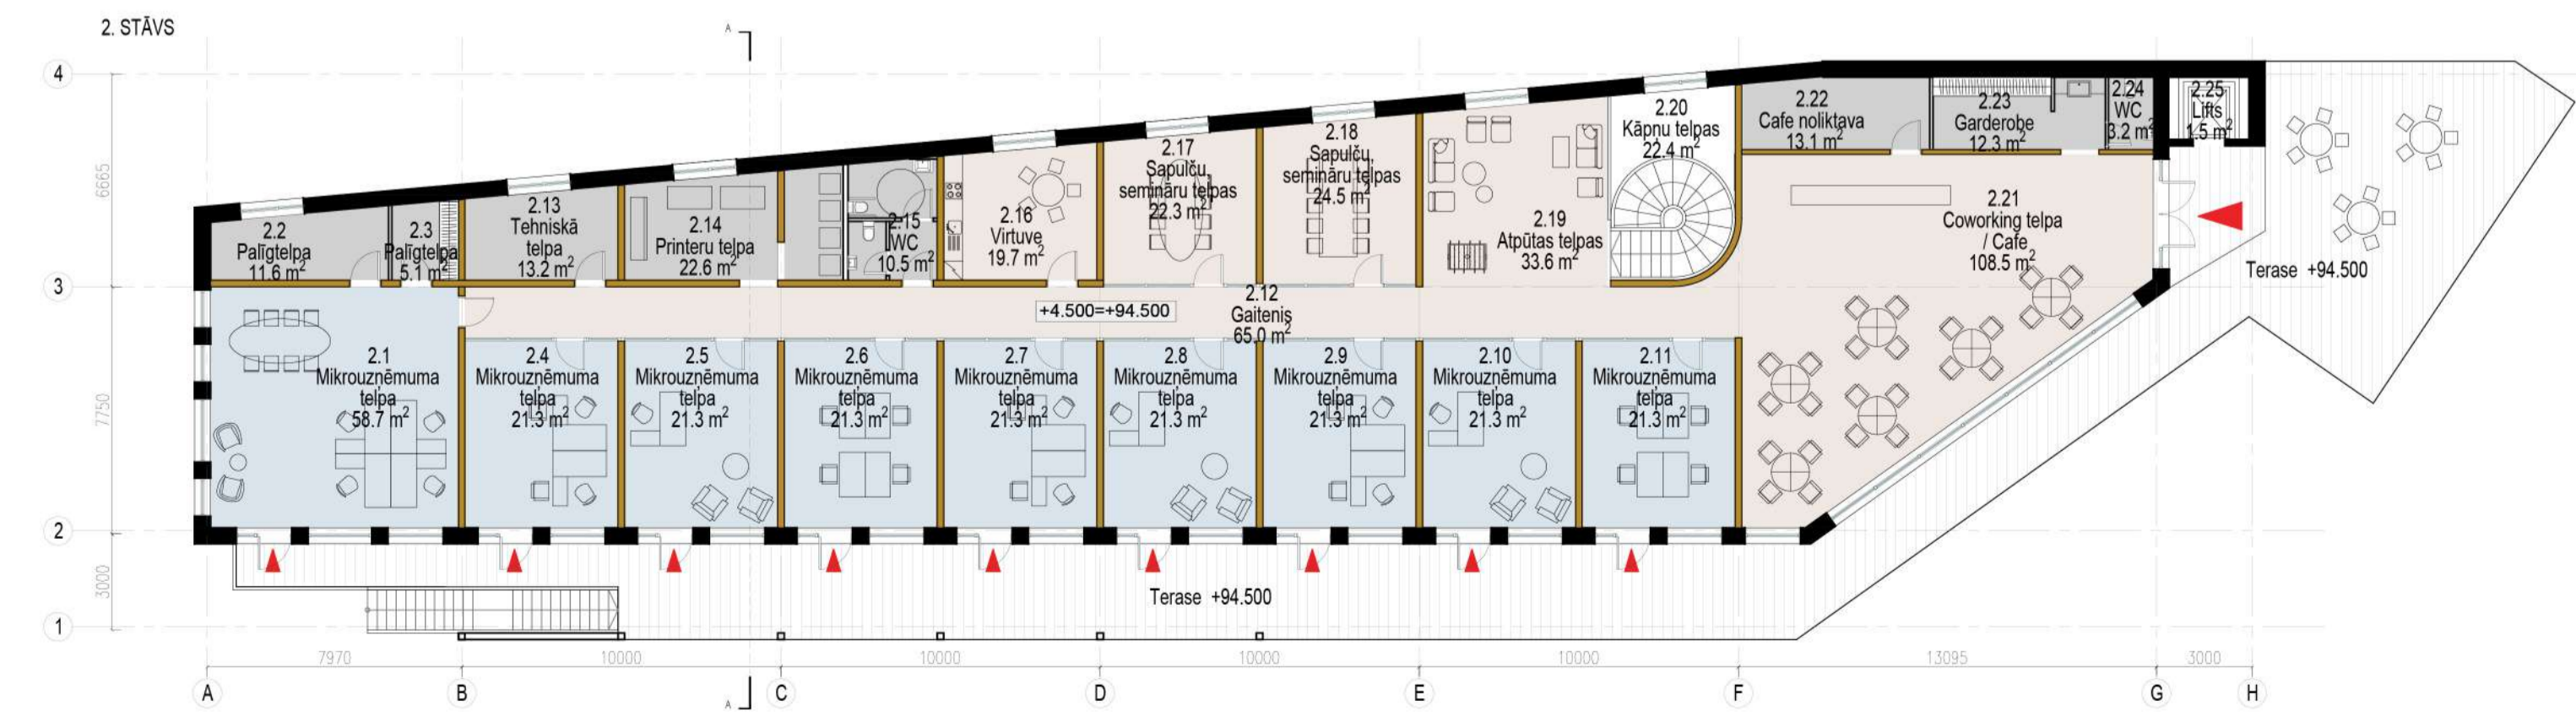 2. STĀVS
A
4
3
2
1
6665
7750
3000
2.2
Palīgtelpa
11.6 m²
2.3
Palīgtelpa
5.1 m²
2.13
Tehniskā
telpa
13.2 m²
2.14
Printeru telpa
22.6 m²
2.15
WC
10.5 m²
2.16
Virtuve
19.7 m²
2.17
Sapulču,
semināru telpas
22.3 m²
2.18
Sapulču,
semināru telpas
24.5 m²
2.19
Atpūtas telpas
33.6 m²
2.20
Kāpnu telpas
22.4 m²
2.22
Cafe noliktava
13.1 m²
2.23
Garderobe
12.3 m²
2.24
WC
3.2 m²
2.25
Lifts
1.5 m²
2.21
Coworking telpa
/ Cafe
108.5 m²
Terase +94.500
+4.500=+94.500
2.12
Gaitenis
65.0 m²
2.1
Mikrouzņēmuma
telpa
58.7 m²
2.4
Mikrouzņēmuma
telpa
21.3 m²
2.5
Mikrouzņēmuma
telpa
21.3 m²
2.6
Mikrouzņēmuma
telpa
21.3 m²
2.7
Mikrouzņēmuma
telpa
21.3 m²
2.8
Mikrouzņēmuma
telpa
21.3 m²
2.9
Mikrouzņēmuma
telpa
21.3 m²
2.10
Mikrouzņēmuma
telpa
21.3 m²
2.11
Mikrouzņēmuma
telpa
21.3 m²
Terase +94.500
7970
10000
10000
10000
10000
13095
3000
A
B
A
C
D
E
F
G
H